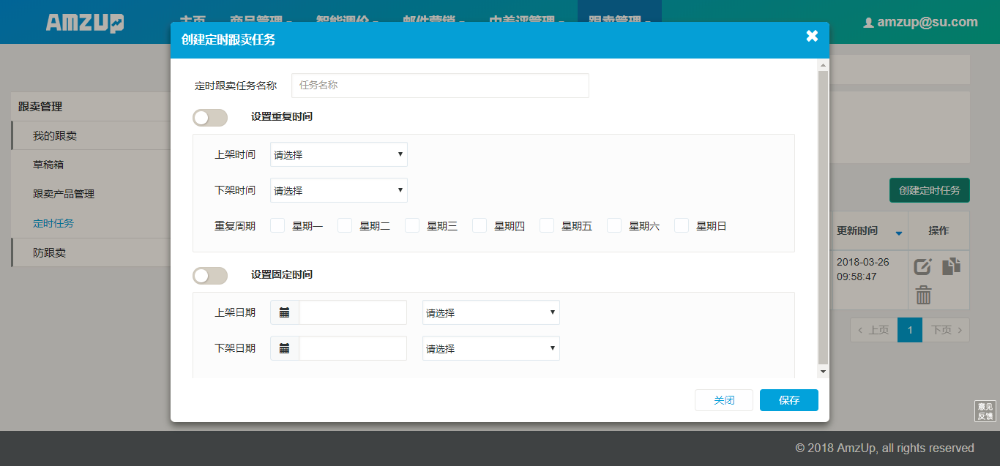 AMZUP
主页 商品管理 智能调价 邮件营销 中差评管理 跟卖管理
amzup@su.com
创建定时跟卖任务
定时跟卖任务名称 任务名称
设置重复时间
上架时间 请选择
下架时间 请选择
重复周期 星期一 星期二 星期三 星期四 星期五 星期六 星期日
设置固定时间
上架日期 请选择
下架日期 请选择
关闭 保存
跟卖管理
我的跟卖
草稿箱
跟卖产品管理
定时任务
防跟卖
创建定时任务
更新时间 操作
2018-03-26
09:58:47
‹ 上页 1 下页 ›
意见
反馈
© 2018 AmzUp, all rights reserved